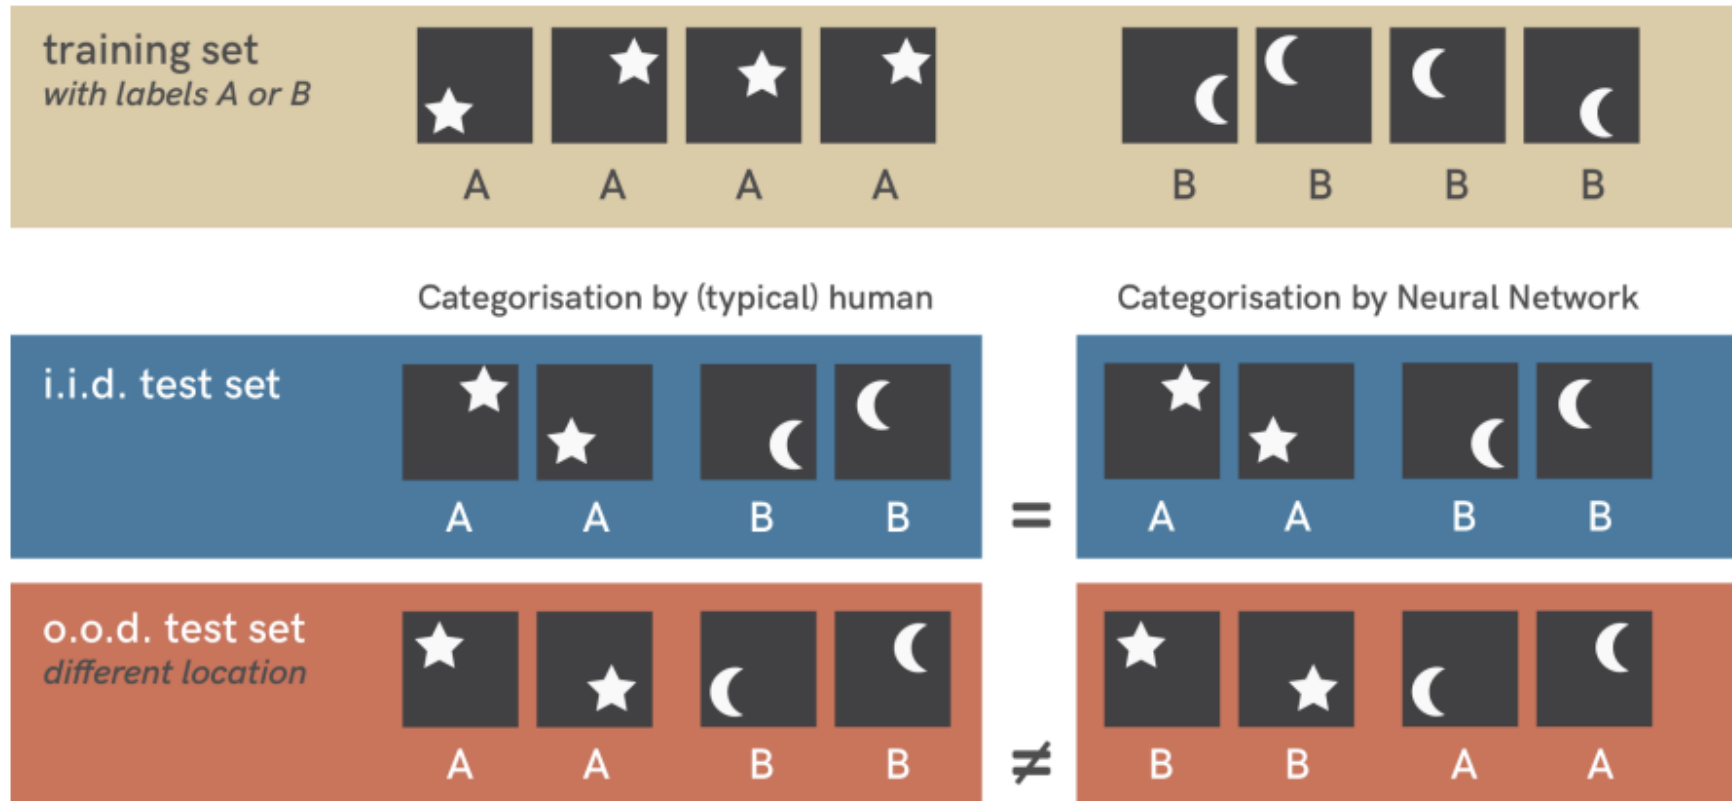 training set
with labels A or B
A A A A B B B B
Categorisation by (typical) human Categorisation by Neural Network
i.i.d. test set
A A B B = A A B B
o.o.d. test set
different location
A A B B ≠ B B A A